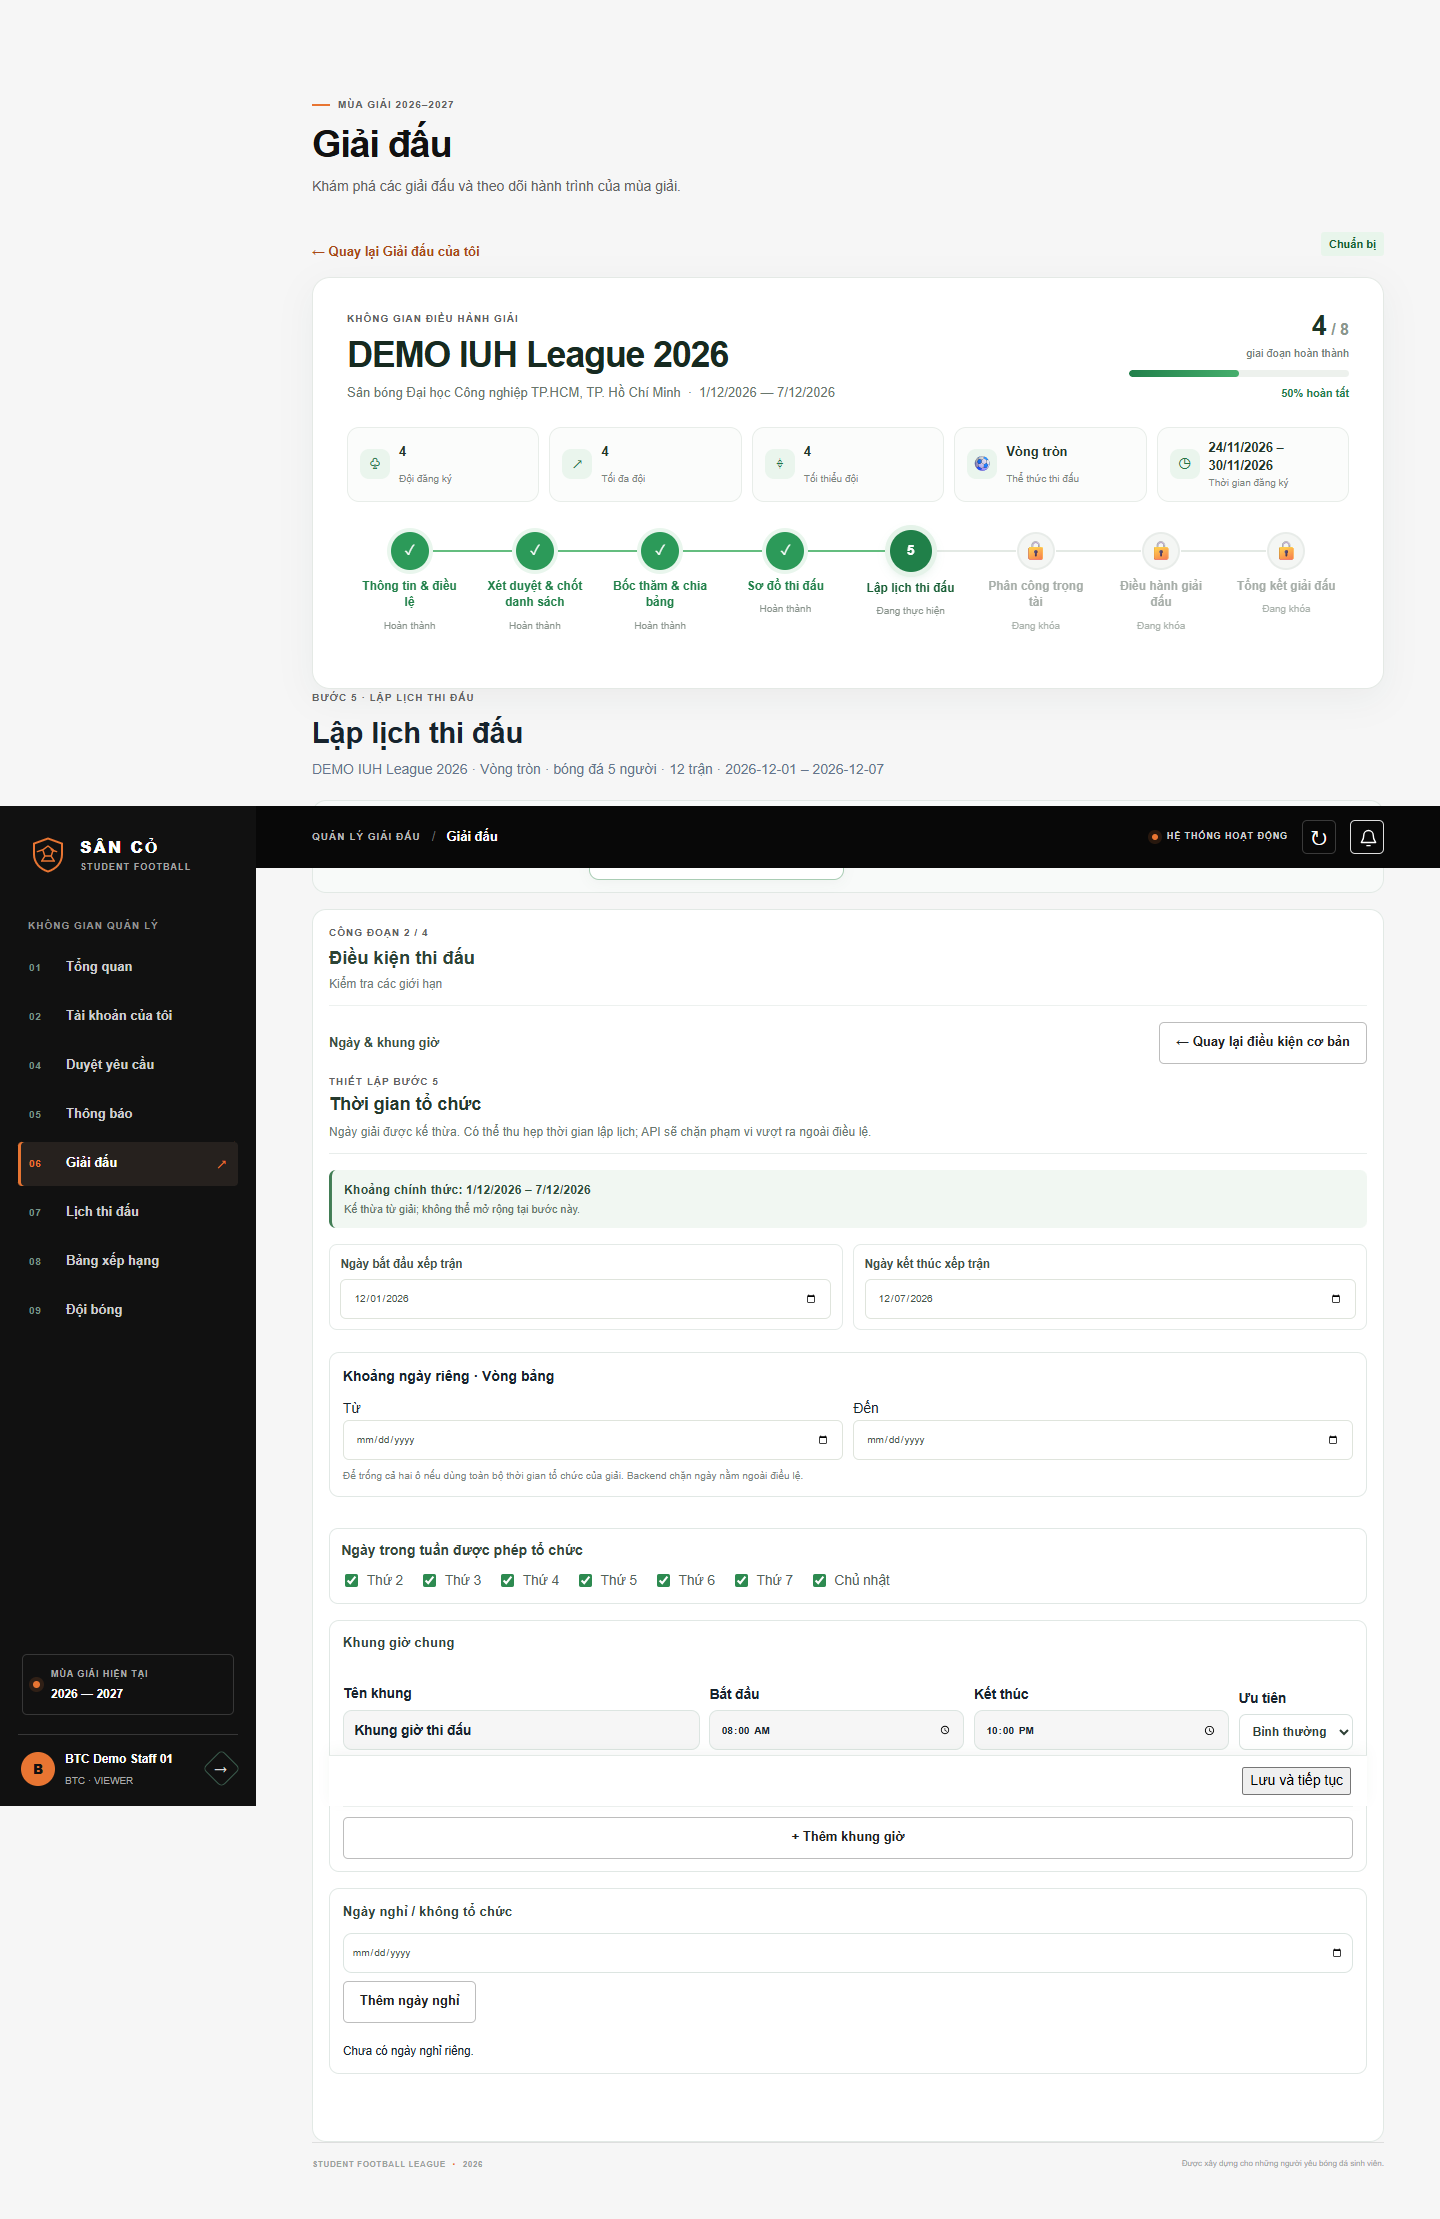 MÙA GIẢI 2026–2027
Giải đấu
Khám phá các giải đấu và theo dõi hành trình của mùa giải.
← Quay lại Giải đấu của tôi
Chuẩn bị
KHÔNG GIAN ĐIỀU HÀNH GIẢI
DEMO IUH League 2026
Sân bóng Đại học Công nghiệp TP.HCM, TP. Hồ Chí Minh · 1/12/2026 — 7/12/2026
4 / 8
giai đoạn hoàn thành
50% hoàn tất
4
Đội đăng ký
4
Tối đa đội
4
Tối thiểu đội
Vòng tròn
Thể thức thi đấu
24/11/2026 –
30/11/2026
Thời gian đăng ký
✓
Thông tin & điều
lệ
Hoàn thành
✓
Xét duyệt & chốt
danh sách
Hoàn thành
✓
Bốc thăm & chia
bảng
Hoàn thành
✓
Sơ đồ thi đấu
Hoàn thành
5
Lập lịch thi đấu
Đang thực hiện
Phân công trọng
tài
Đang khóa
Điều hành giải
đấu
Đang khóa
Tổng kết giải đấu
Đang khóa
BƯỚC 5 · LẬP LỊCH THI ĐẤU
Lập lịch thi đấu
DEMO IUH League 2026 · Vòng tròn · bóng đá 5 người · 12 trận · 2026-12-01 – 2026-12-07
SÂN CỎ
STUDENT FOOTBALL
QUẢN LÝ GIẢI ĐẤU / Giải đấu
HỆ THỐNG HOẠT ĐỘNG
KHÔNG GIAN QUẢN LÝ
01 Tổng quan
02 Tài khoản của tôi
04 Duyệt yêu cầu
05 Thông báo
06 Giải đấu ↗
07 Lịch thi đấu
08 Bảng xếp hạng
09 Đội bóng
MÙA GIẢI HIỆN TẠI
2026 — 2027
B
BTC Demo Staff 01
BTC · VIEWER
→
CÔNG ĐOẠN 2 / 4
Điều kiện thi đấu
Kiểm tra các giới hạn
Ngày & khung giờ
← Quay lại điều kiện cơ bản
THIẾT LẬP BƯỚC 5
Thời gian tổ chức
Ngày giải được kế thừa. Có thể thu hẹp thời gian lập lịch; API sẽ chặn phạm vi vượt ra ngoài điều lệ.
Khoảng chính thức: 1/12/2026 – 7/12/2026
Kế thừa từ giải; không thể mở rộng tại bước này.
Ngày bắt đầu xếp trận
12/01/2026
Ngày kết thúc xếp trận
12/07/2026
Khoảng ngày riêng · Vòng bảng
Từ
mm/dd/yyyy
Đến
mm/dd/yyyy
Để trống cả hai ô nếu dùng toàn bộ thời gian tổ chức của giải. Backend chặn ngày nằm ngoài điều lệ.
Ngày trong tuần được phép tổ chức
Thứ 2 Thứ 3 Thứ 4 Thứ 5 Thứ 6 Thứ 7 Chủ nhật
Khung giờ chung
Tên khung
Khung giờ thi đấu
Bắt đầu
08:00 AM
Kết thúc
10:00 PM
Ưu tiên
Bình thường
Lưu và tiếp tục
+ Thêm khung giờ
Ngày nghỉ / không tổ chức
mm/dd/yyyy
Thêm ngày nghỉ
Chưa có ngày nghỉ riêng.
STUDENT FOOTBALL LEAGUE • 2026
Được xây dựng cho những người yêu bóng đá sinh viên.